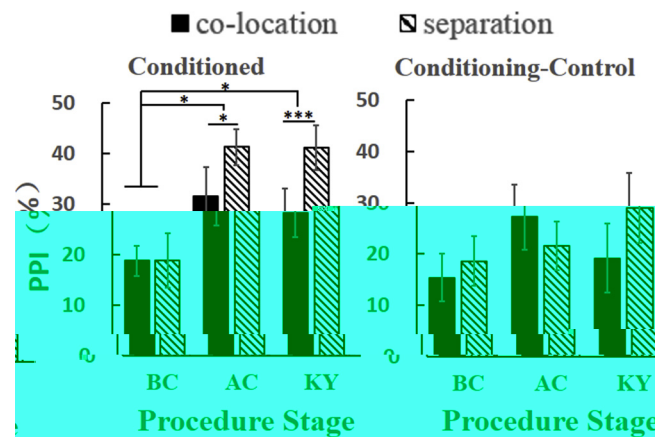 co-location separation
Conditioned Conditioning-Control
* * * ***
50 50
40 40
30 30
20 20
10 10
PPI (%)
BC AC KY BC AC KY
Procedure Stage Procedure Stage